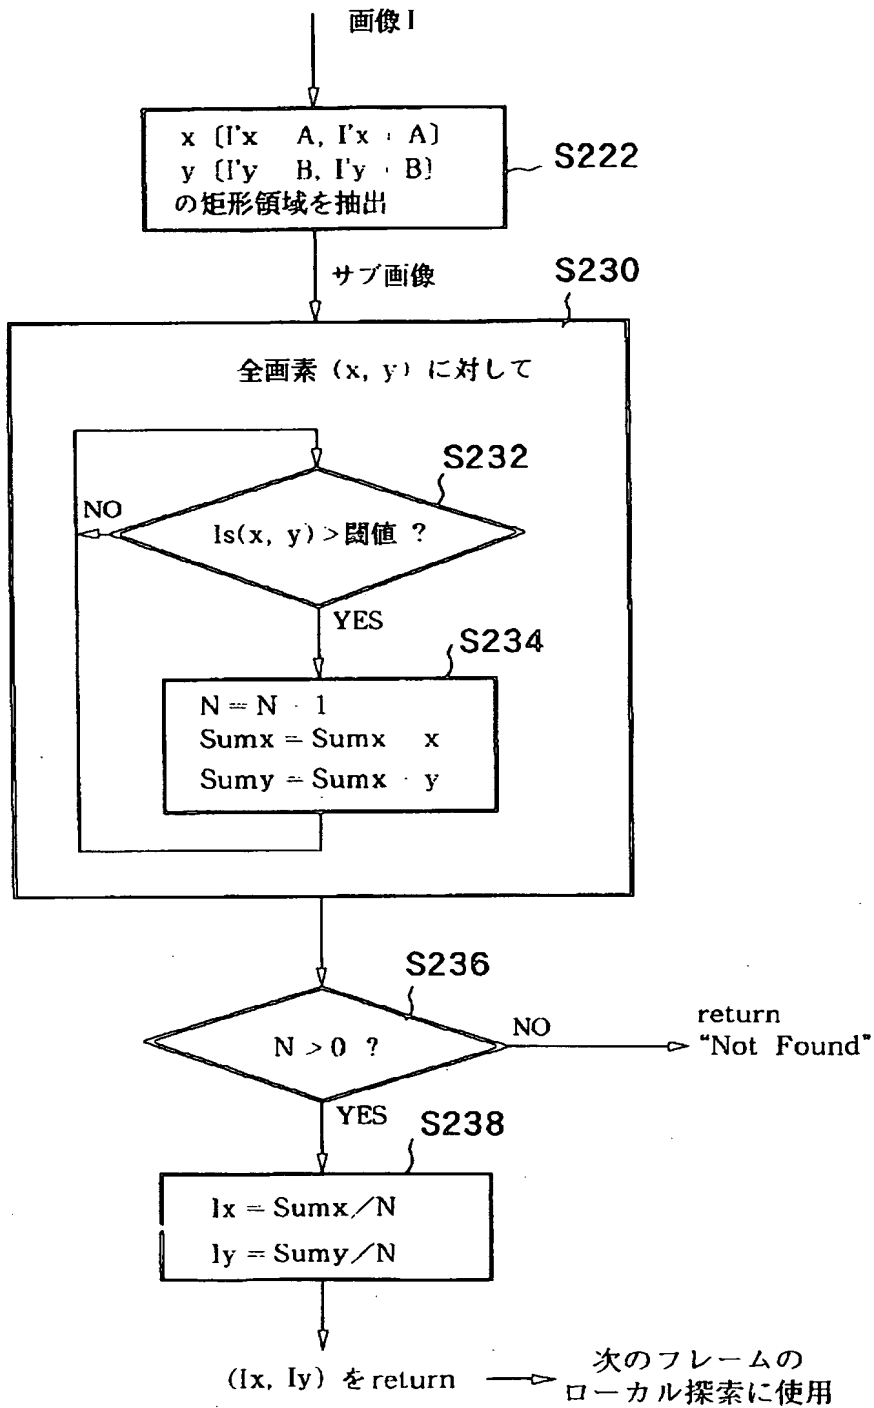 画像 I
x [I'x A, I'x + A]
y [I'y B, I'y + B]
の矩形領域を抽出
S222
サブ画像
S230
全画素 (x, y) に対して
S232
NO
Is(x, y) > 閾値 ?
YES
S234
N = N 1
Sumx = Sumx x
Sumy = Sumx y
S236
N > 0 ?
NO
return
"Not Found"
YES
S238
Ix = Sumx/N
Iy = Sumy/N
(Ix, Iy) を return
次のフレームの
ローカル探索に使用